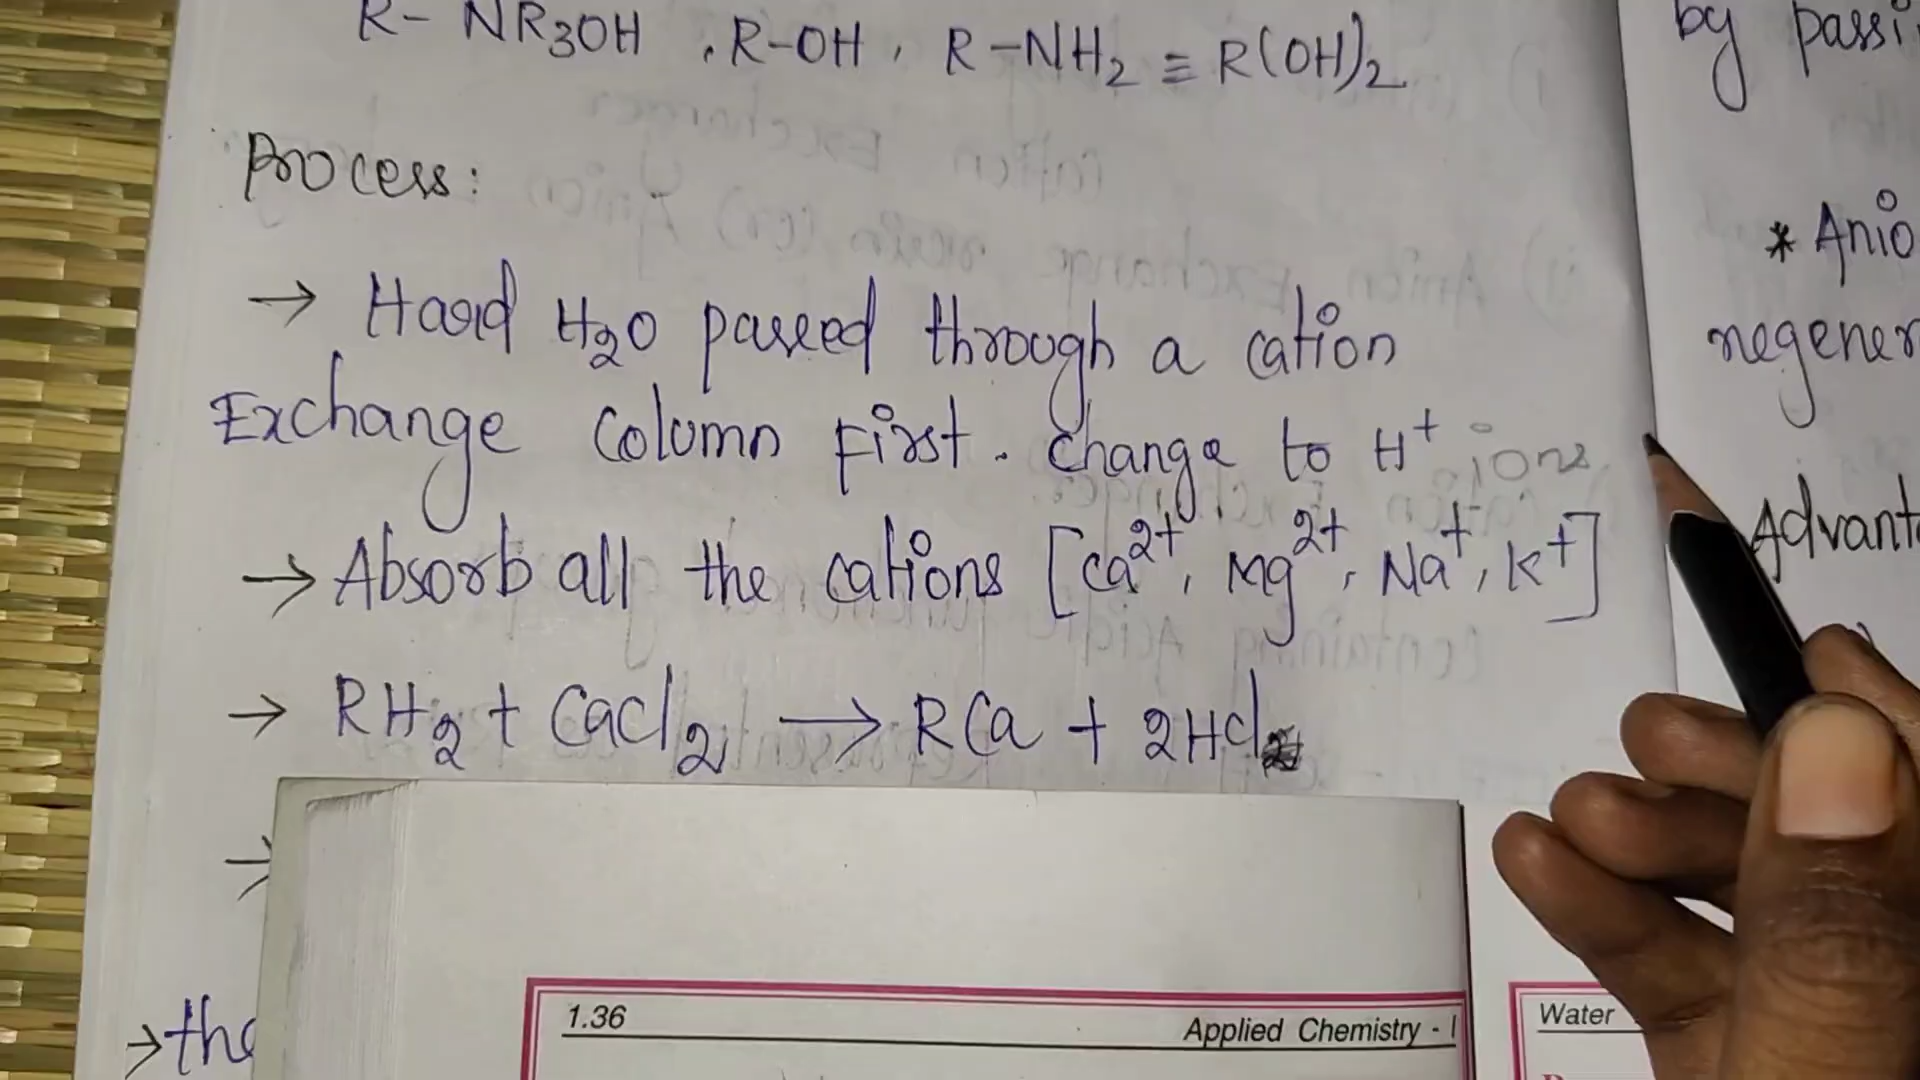 R- NR3OH , R-OH , R-NH2 ≡ R(OH)2
Process:
→ Hard H2O passed through a cation
Exchange Column First. Change to H+ ions
→ Absorb all the cations [Ca2+, Mg2+, Na+, K+]
→ RH2 + CaCl2 → RCa + 2HCl
→
→ the
1.36
Applied Chemistry - I
by passi
* Anio
regener
Advant
Water